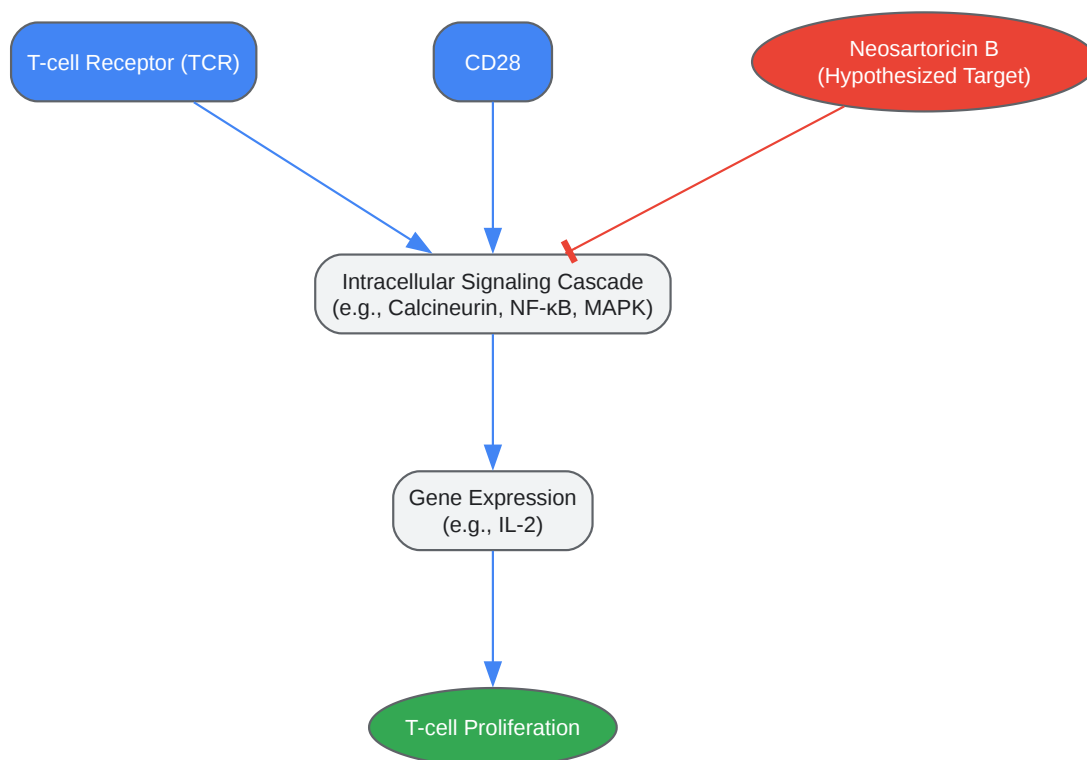 T-cell Receptor (TCR)
CD28
Neosartoricin B
(Hypothesized Target)
Intracellular Signaling Cascade
(e.g., Calcineurin, NF-κB, MAPK)
Gene Expression
(e.g., IL-2)
T-cell Proliferation